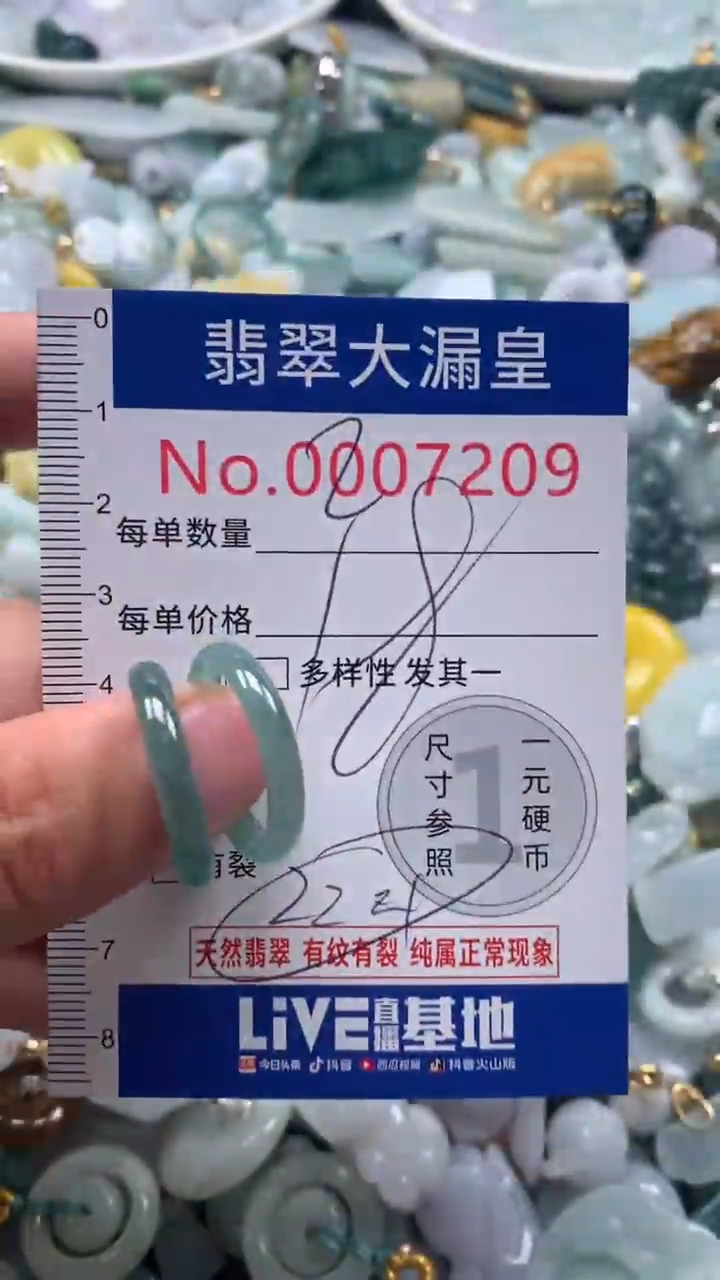 翡翠大漏皇
No.0007209
每单数量
每单价格
多样性 发其一
一元硬币
尺寸参照
1
有裂
天然翡翠 有纹有裂 纯属正常现象
LiVE直播基地
今日头条 抖音 西瓜视频 抖音火山版
0
1
2
3
4
7
8